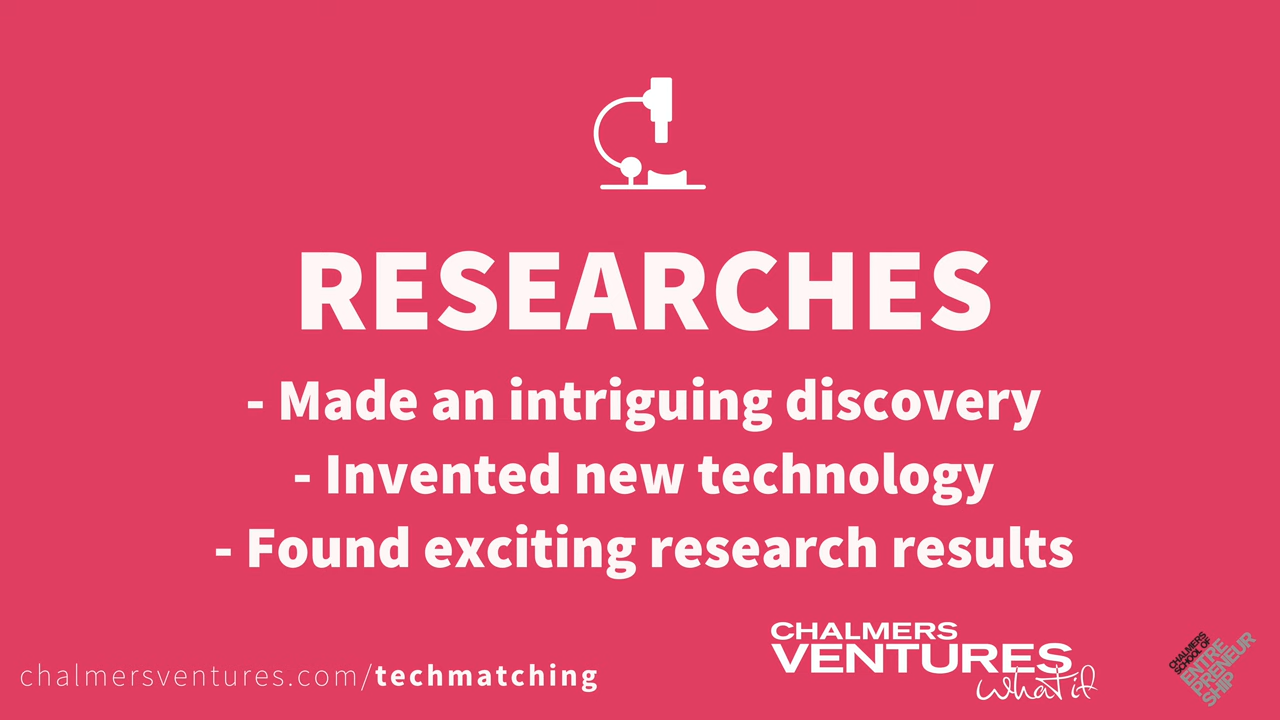 RESEARCHES
- Made an intriguing discovery
- Invented new technology
- Found exciting research results
chalmersventures.com/techmatching
CHALMERS
VENTURES
what if
CHALMERS
SCHOOL OF
ENTRE
PRENEUR
SHIP